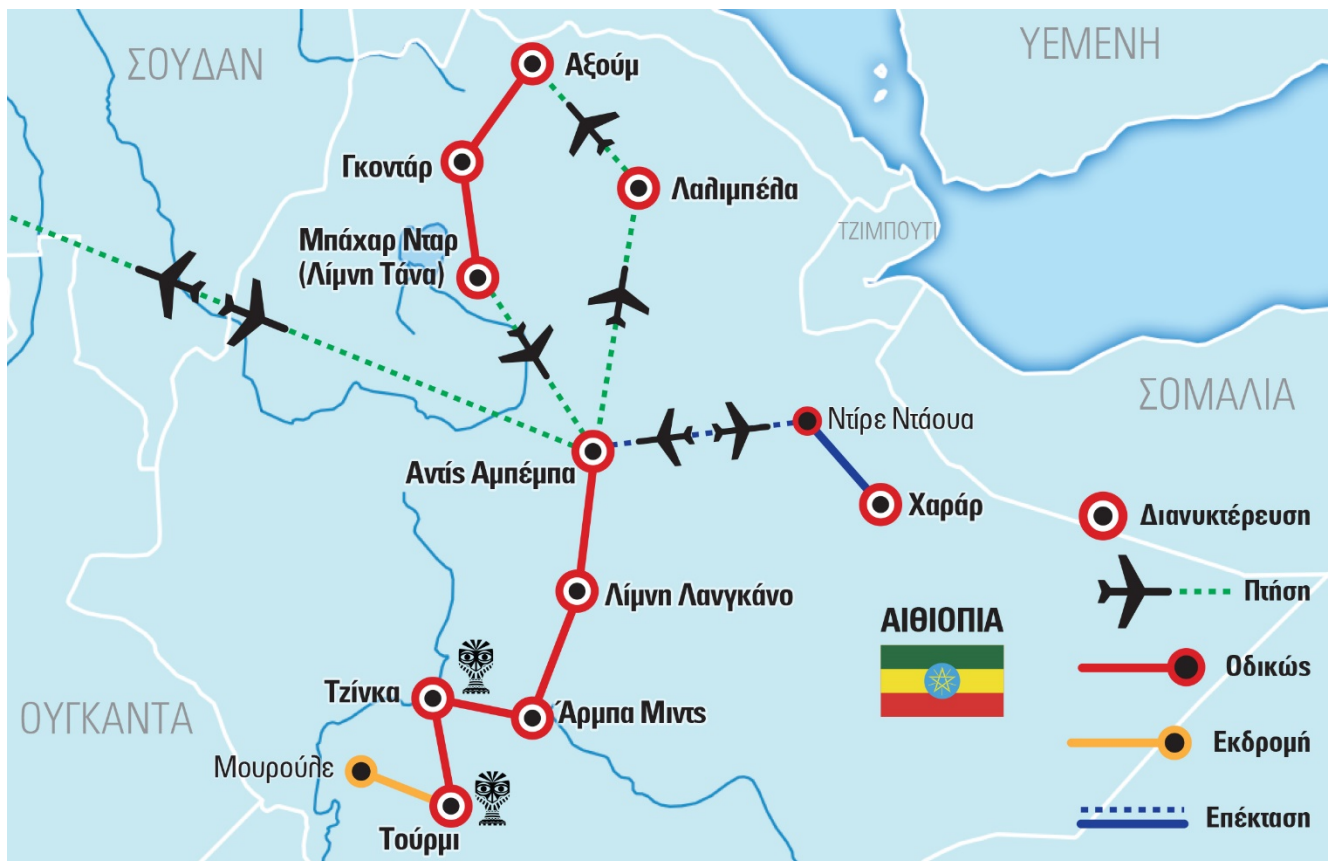 ΣΟΥΔΑΝ
ΥΕΜΕΝΗ
Αξούμ
Γκοντάρ
Λαλιμπέλα
ΤΖΙΜΠΟΥΤΙ
Μπάχαρ Νταρ
(Λίμνη Τάνα)
ΣΟΜΑΛΙΑ
Ντίρε Ντάουα
Αντίς Αμπέμπα
Χαράρ
Διανυκτέρευση
Λίμνη Λανγκάνο
Πτήση
ΑΙΘΙΟΠΙΑ
Οδικώς
Τζίνκα
Άρμπα Μιντς
ΟΥΓΚΑΝΤΑ
Εκδρομή
Μουρούλε
Επέκταση
Τούρμι